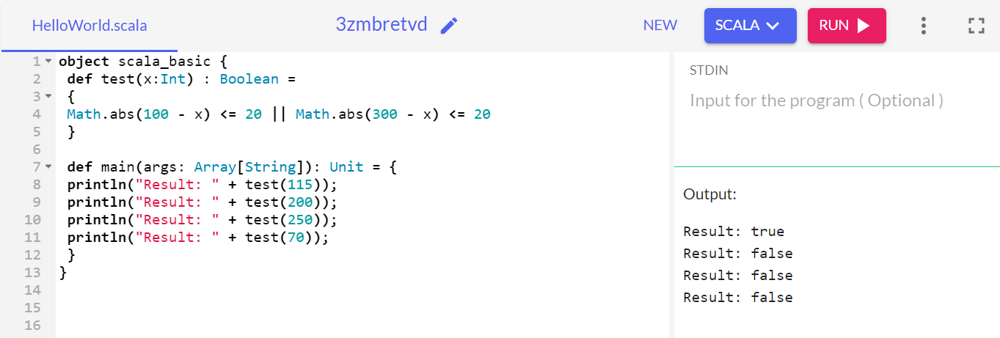 HelloWorld.scala 3zmbretvd NEW SCALA RUN
1 object scala_basic {
2 def test(x:Int) : Boolean =
3 {
4 Math.abs(100 - x) <= 20 || Math.abs(300 - x) <= 20
5 }
6
7 def main(args: Array[String]): Unit = {
8 println("Result: " + test(115));
9 println("Result: " + test(200));
10 println("Result: " + test(250));
11 println("Result: " + test(70));
12 }
13 }
14
15
16
STDIN
Input for the program ( Optional )
Output:
Result: true
Result: false
Result: false
Result: false